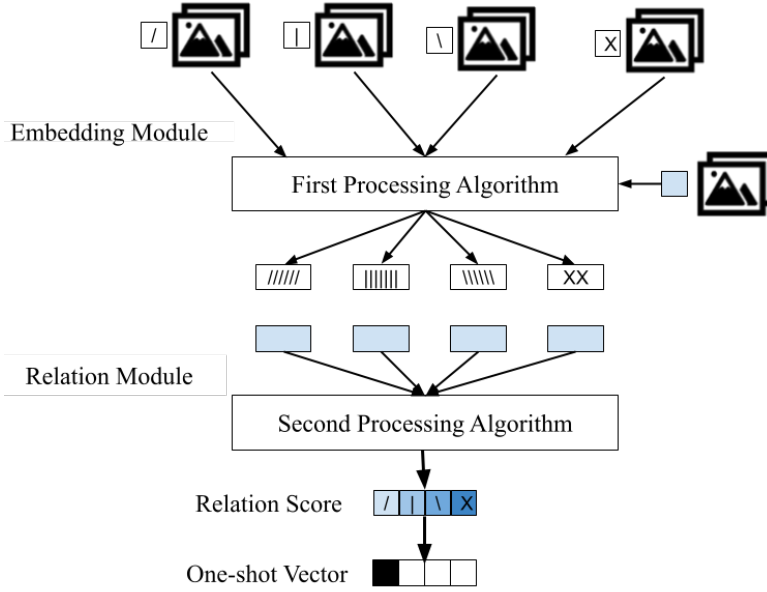 / | \ X
Embedding Module
First Processing Algorithm
////// ||||||| \\\\\\ XX
Relation Module
Second Processing Algorithm
Relation Score / | \ X
One-shot Vector